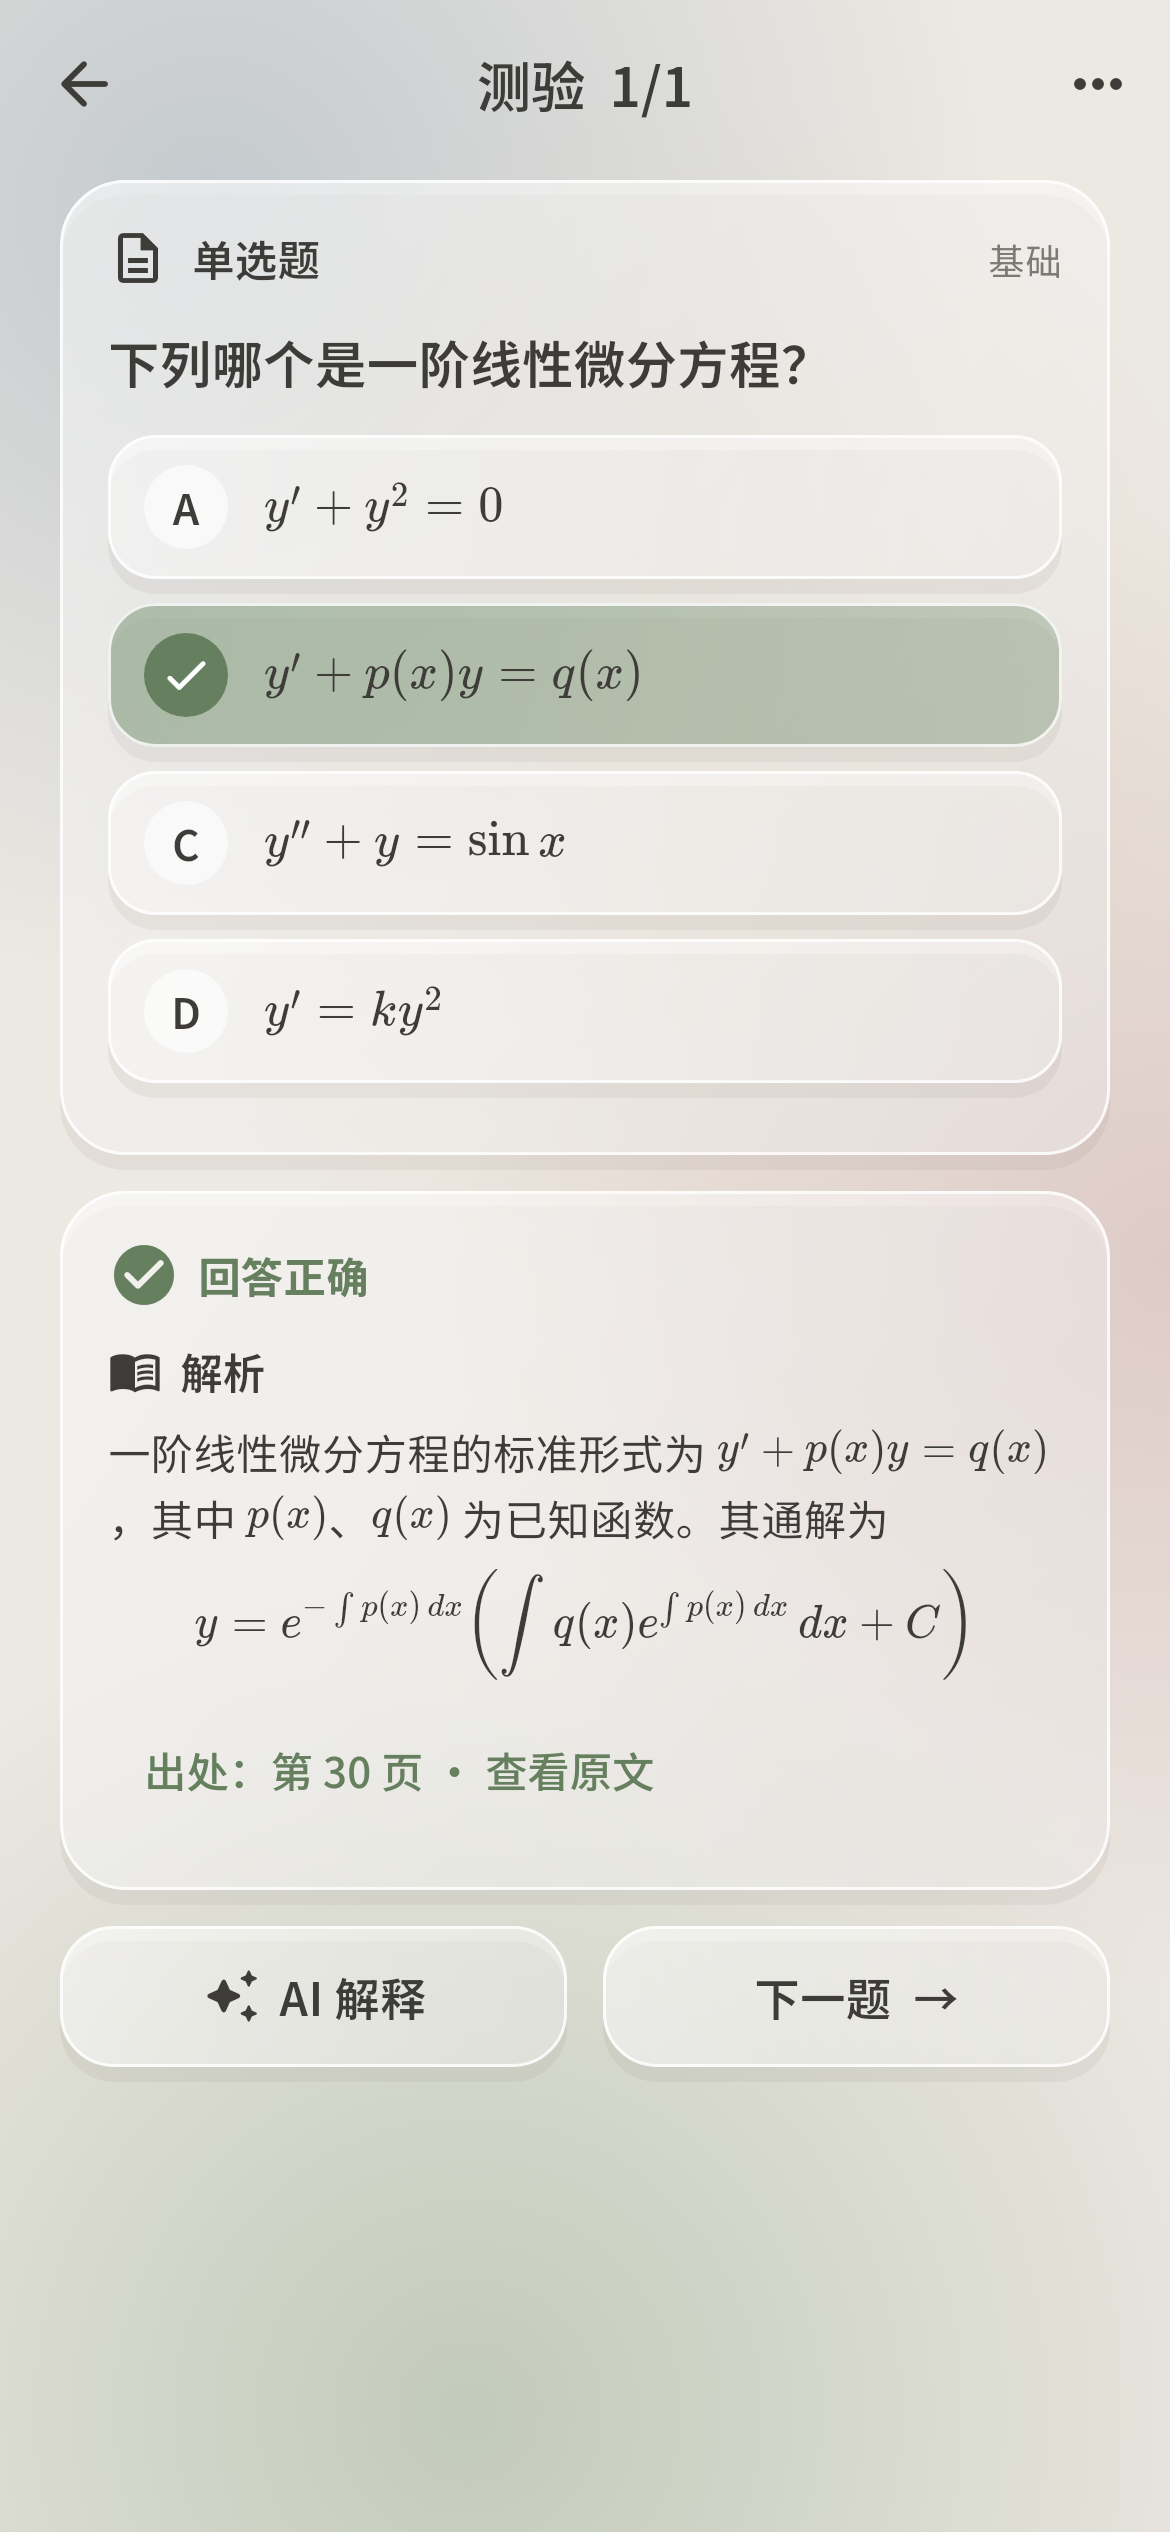 测验 1/1
单选题
基础
下列哪个是一阶线性微分方程？
A y′ + y² = 0
y′ + p(x)y = q(x)
C y″ + y = sin x
D y′ = ky²
回答正确
解析
一阶线性微分方程的标准形式为 y′ + p(x)y = q(x)
，其中 p(x)、q(x) 为已知函数。其通解为
y = e^{−∫ p(x) dx} (∫ q(x)e^{∫ p(x) dx} dx + C)
出处：第 30 页 · 查看原文
AI 解释
下一题 →